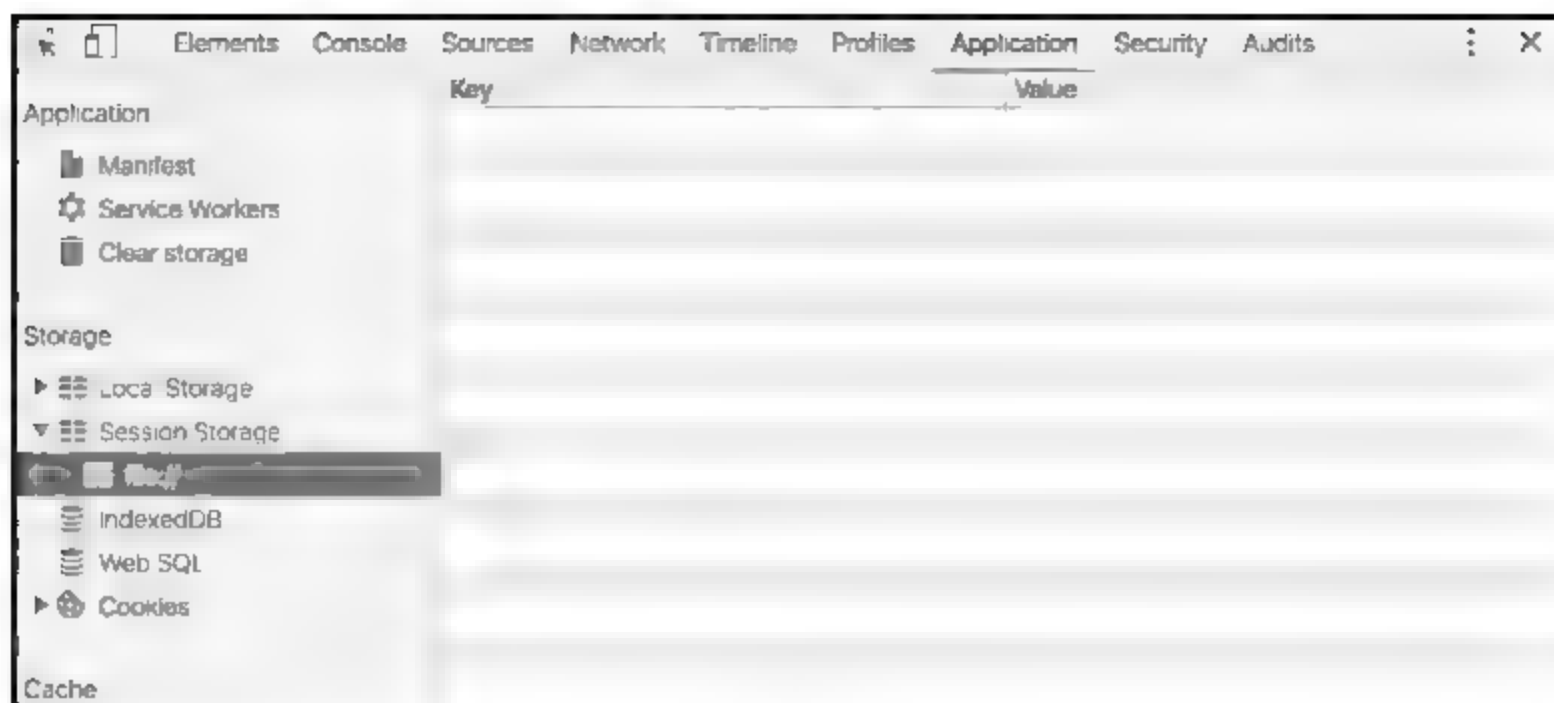 Elements Console Sources Network Timeline Profiles Application Security Audits
Key Value
Application
Manifest
Service Workers
Clear storage
Storage
Local Storage
Session Storage
IndexedDB
Web SQL
Cookies
Cache